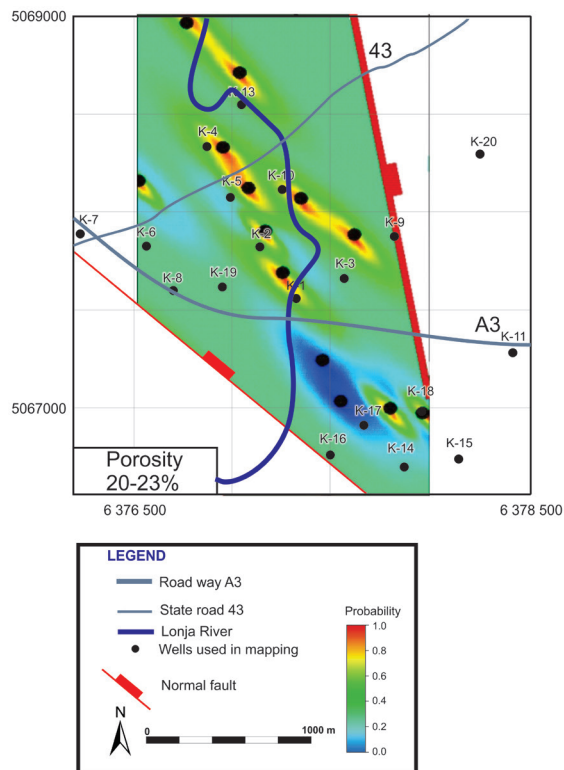 5069000
43
K-13
K-20
K-4
K-10
K-5
K-7
K-9
K-2
K-6
K-3
K-8
K-19
K-1
A3
K-11
K-18
5067000
K-17
K-16
K-14
K-15
Porosity
20-23%
6 376 500
6 378 500
LEGEND
Road way A3
State road 43
Lonja River
Wells used in mapping
Normal fault
Probability
1.0
0.8
0.6
0.4
0.2
0.0
N
0
1000 m